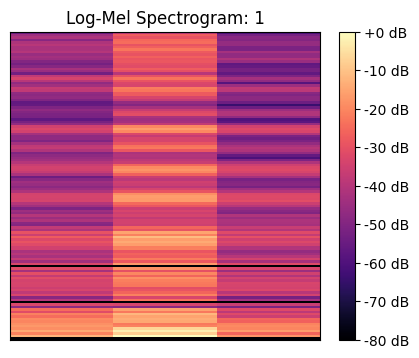 Log-Mel Spectrogram: 1
+0 dB
-10 dB
-20 dB
-30 dB
-40 dB
-50 dB
-60 dB
-70 dB
-80 dB